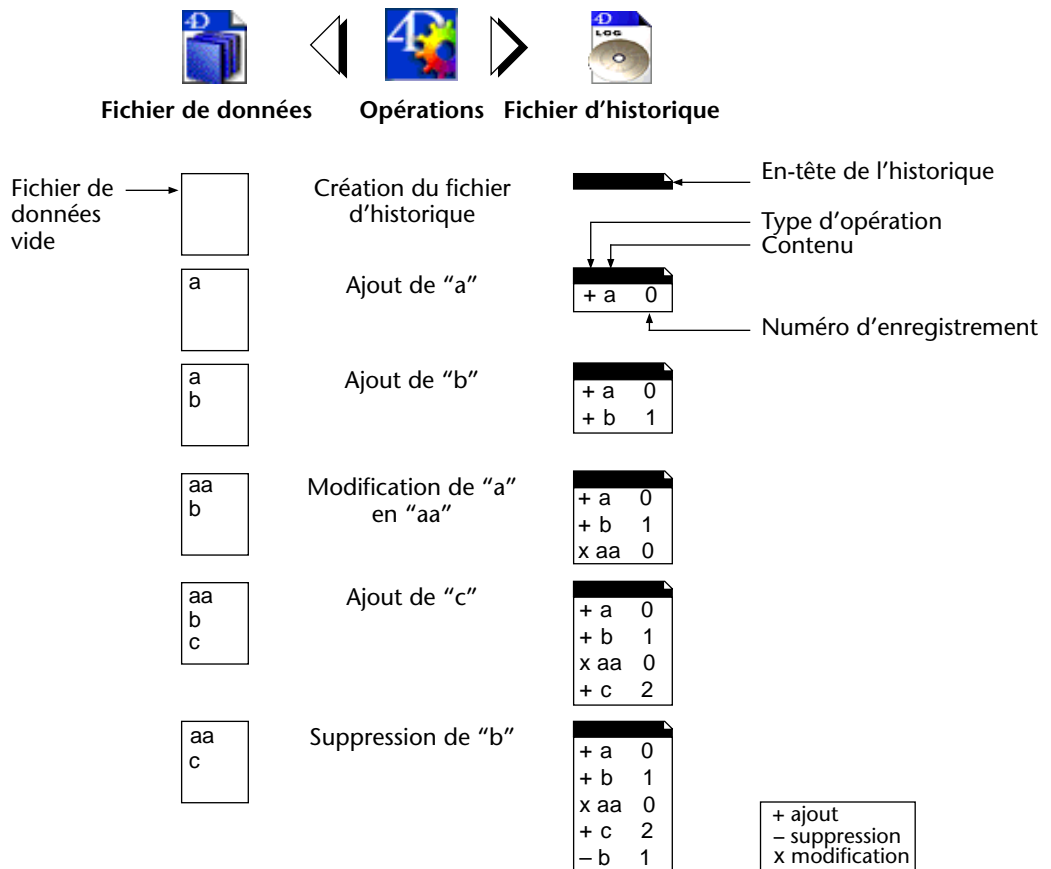 4D
4D
4D
LOG
Fichier de données
Opérations
Fichier d'historique
Fichier de
données
vide
Création du fichier
d'historique
En-tête de l'historique
Type d'opération
Contenu
a
Ajout de “a”
+ a 0
Numéro d'enregistrement
a
b
Ajout de “b”
+ a 0
+ b 1
aa
b
Modification de “a”
en “aa”
+ a 0
+ b 1
x aa 0
aa
b
c
Ajout de “c”
+ a 0
+ b 1
x aa 0
+ c 2
aa
c
Suppression de “b”
+ a 0
+ b 1
x aa 0
+ c 2
– b 1
+ ajout
– suppression
x modification